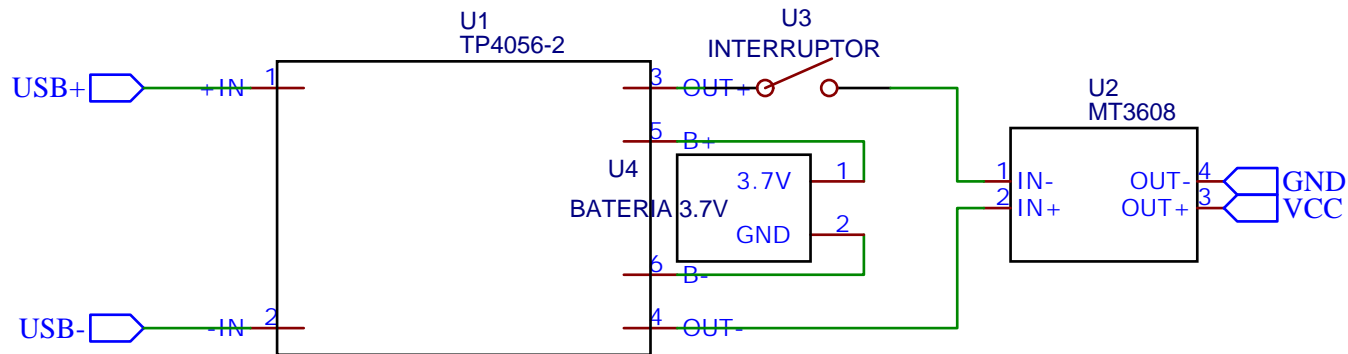 U1
TP4056-2
U3
INTERRUPTOR
USB+
+IN
1
3
OUT+
U2
MT3608
5
B+
U4
BATERIA 3.7V
3.7V
1
GND
2
1
IN-
2
IN+
OUT-
4
GND
OUT+
3
VCC
6
B-
USB-
-IN
2
4
OUT-